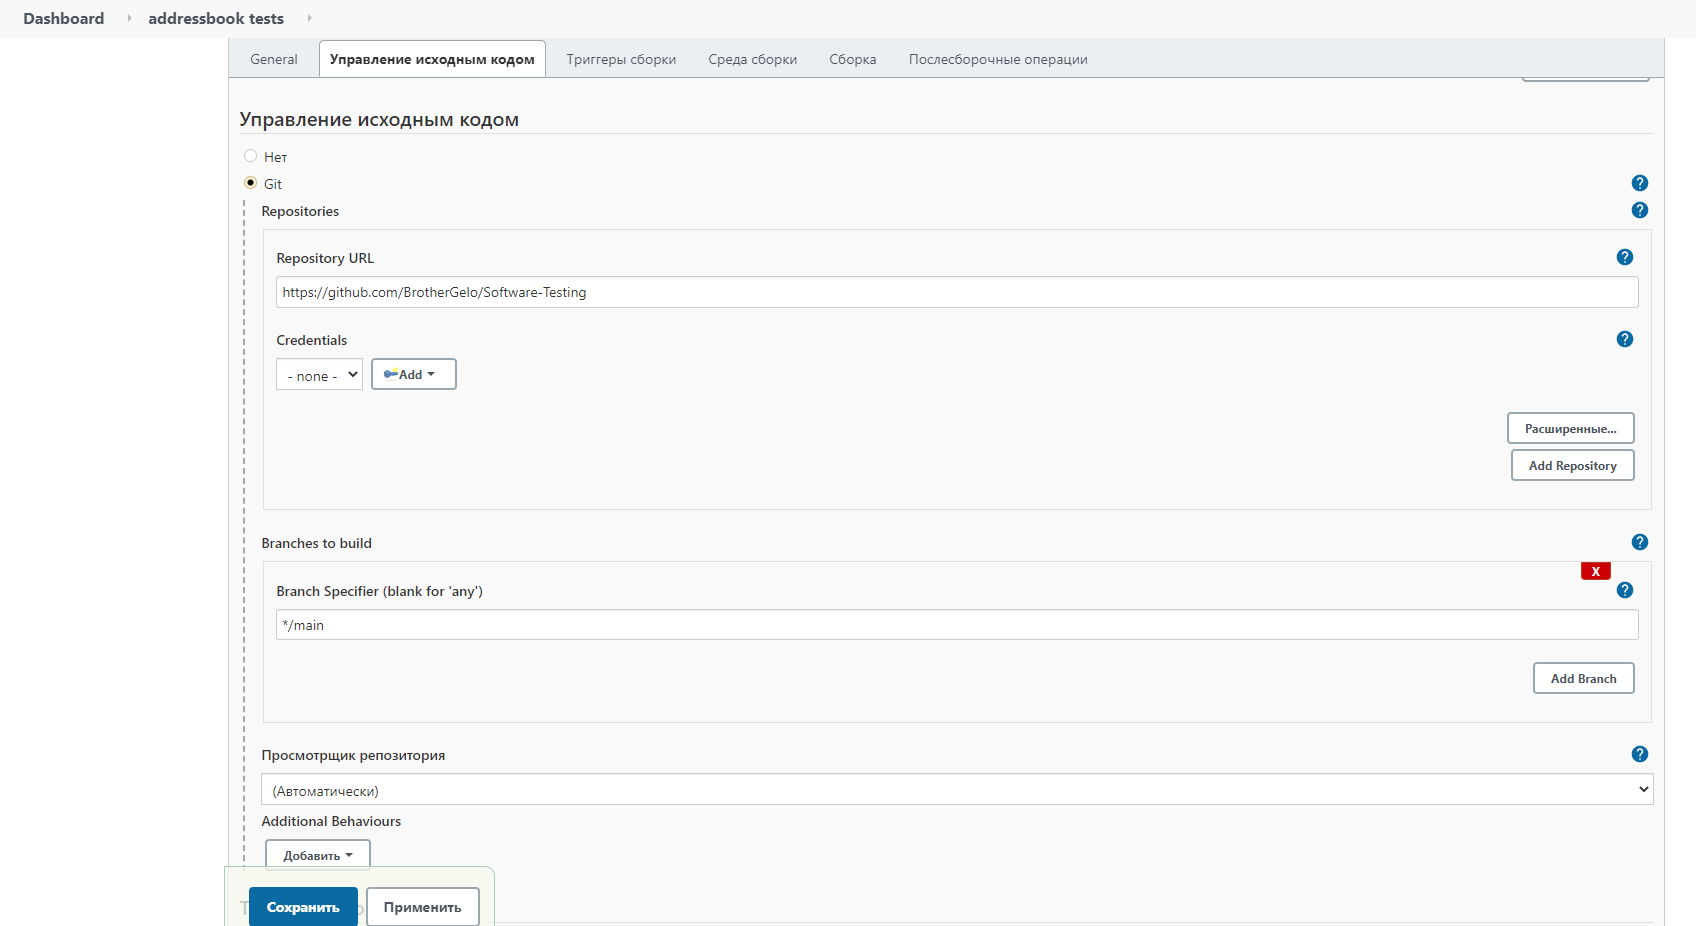 Dashboard addressbook tests
General Управление исходным кодом Триггеры сборки Среда сборки Сборка Послесборочные операции
Управление исходным кодом
Нет
Git
Repositories
Repository URL
https://github.com/BrotherGelo/Software-Testing
Credentials
- none - Add
Расширенные...
Add Repository
Branches to build
X
Branch Specifier (blank for 'any')
*/main
Add Branch
Просмотрщик репозитория
(Автоматически)
Additional Behaviours
Добавить
Сохранить Применить